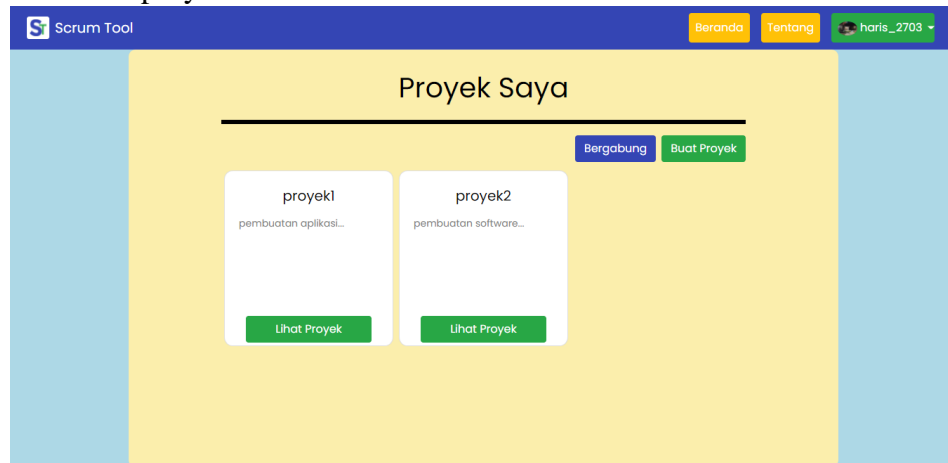 ST Scrum Tool Beranda Tentang haris_2703
Proyek Saya
Bergabung Buat Proyek
proyek1 proyek2
pembuatan aplikasi... pembuatan software...
Lihat Proyek Lihat Proyek